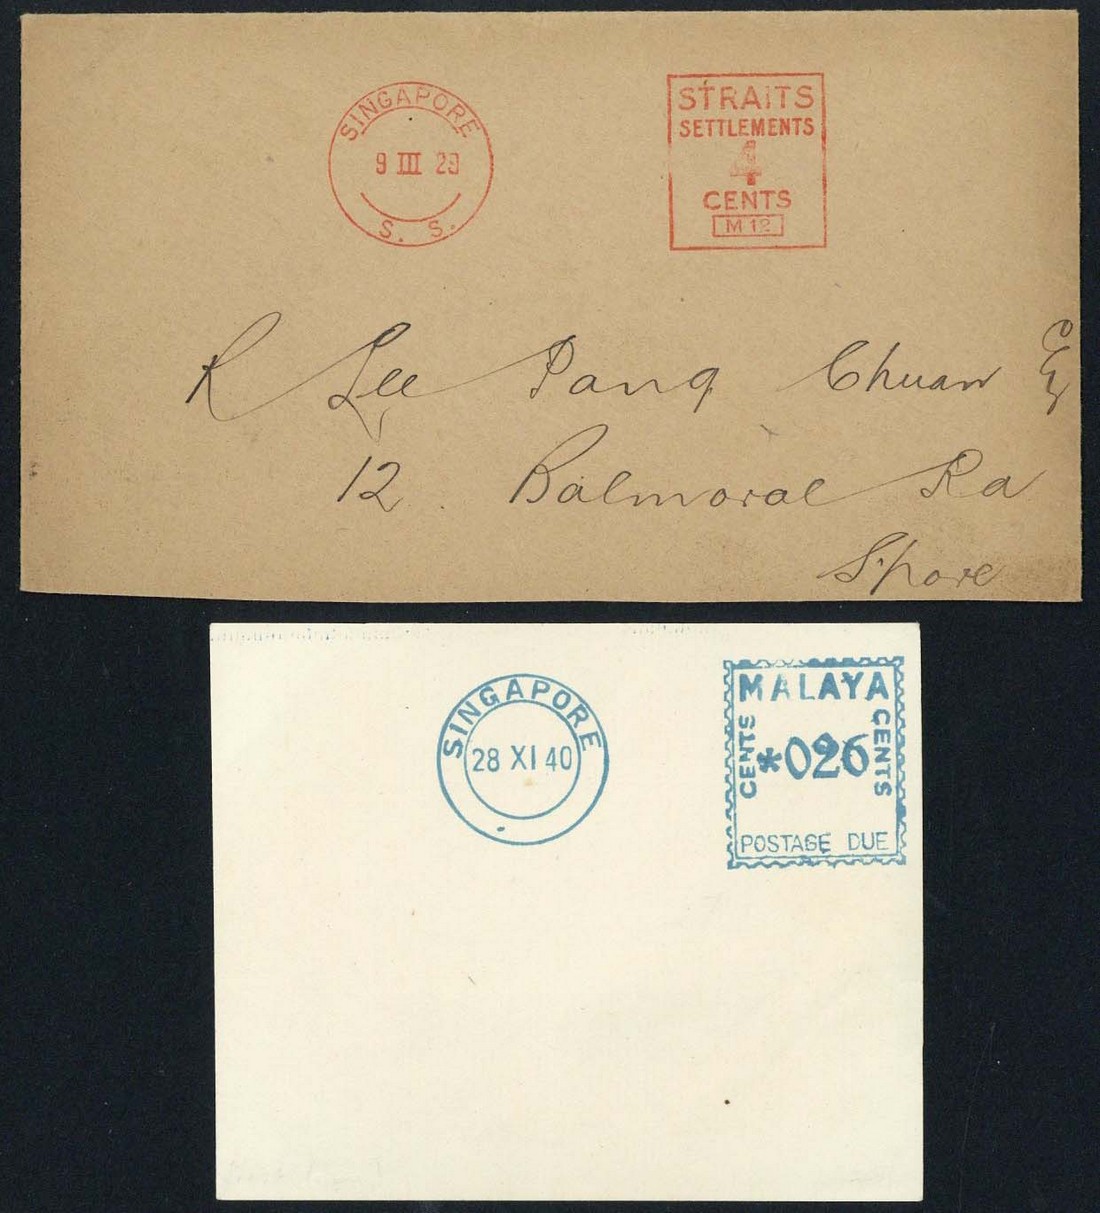 SINGAPORE
9 III 29
S. S.
STRAITS
SETTLEMENTS
4
CENTS
M 12
R Lee Pang Chuan Esq
12 Balmoral Rd
S'pore
SINGAPORE
28 XI 40
MALAYA
CENTS *026 CENTS
POSTAGE DUE